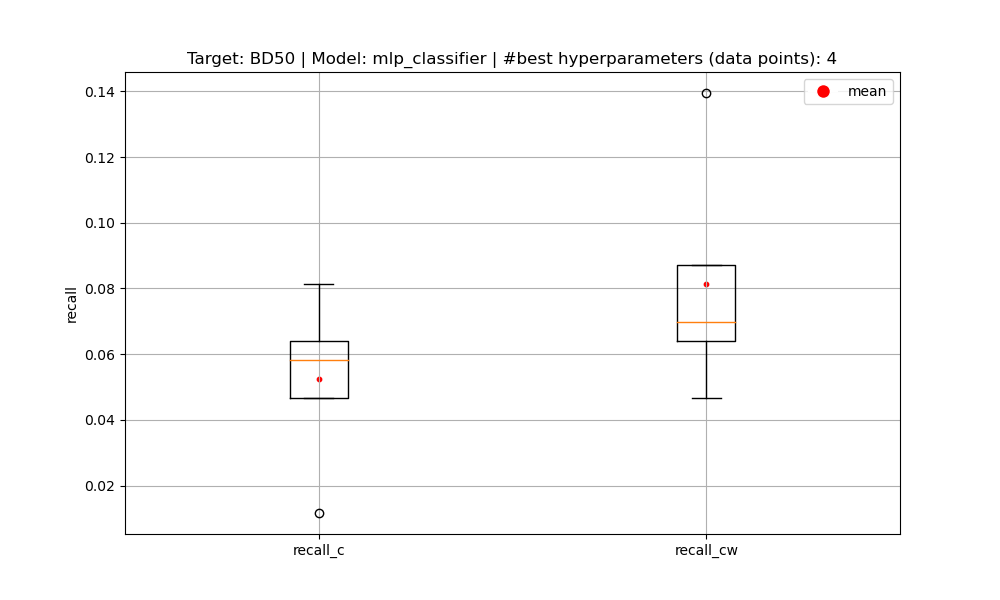 Target: BD50 | Model: mlp_classifier | #best hyperparameters (data points): 4
mean
0.14
0.12
0.10
0.08
0.06
0.04
0.02
recall
recall_c
recall_cw